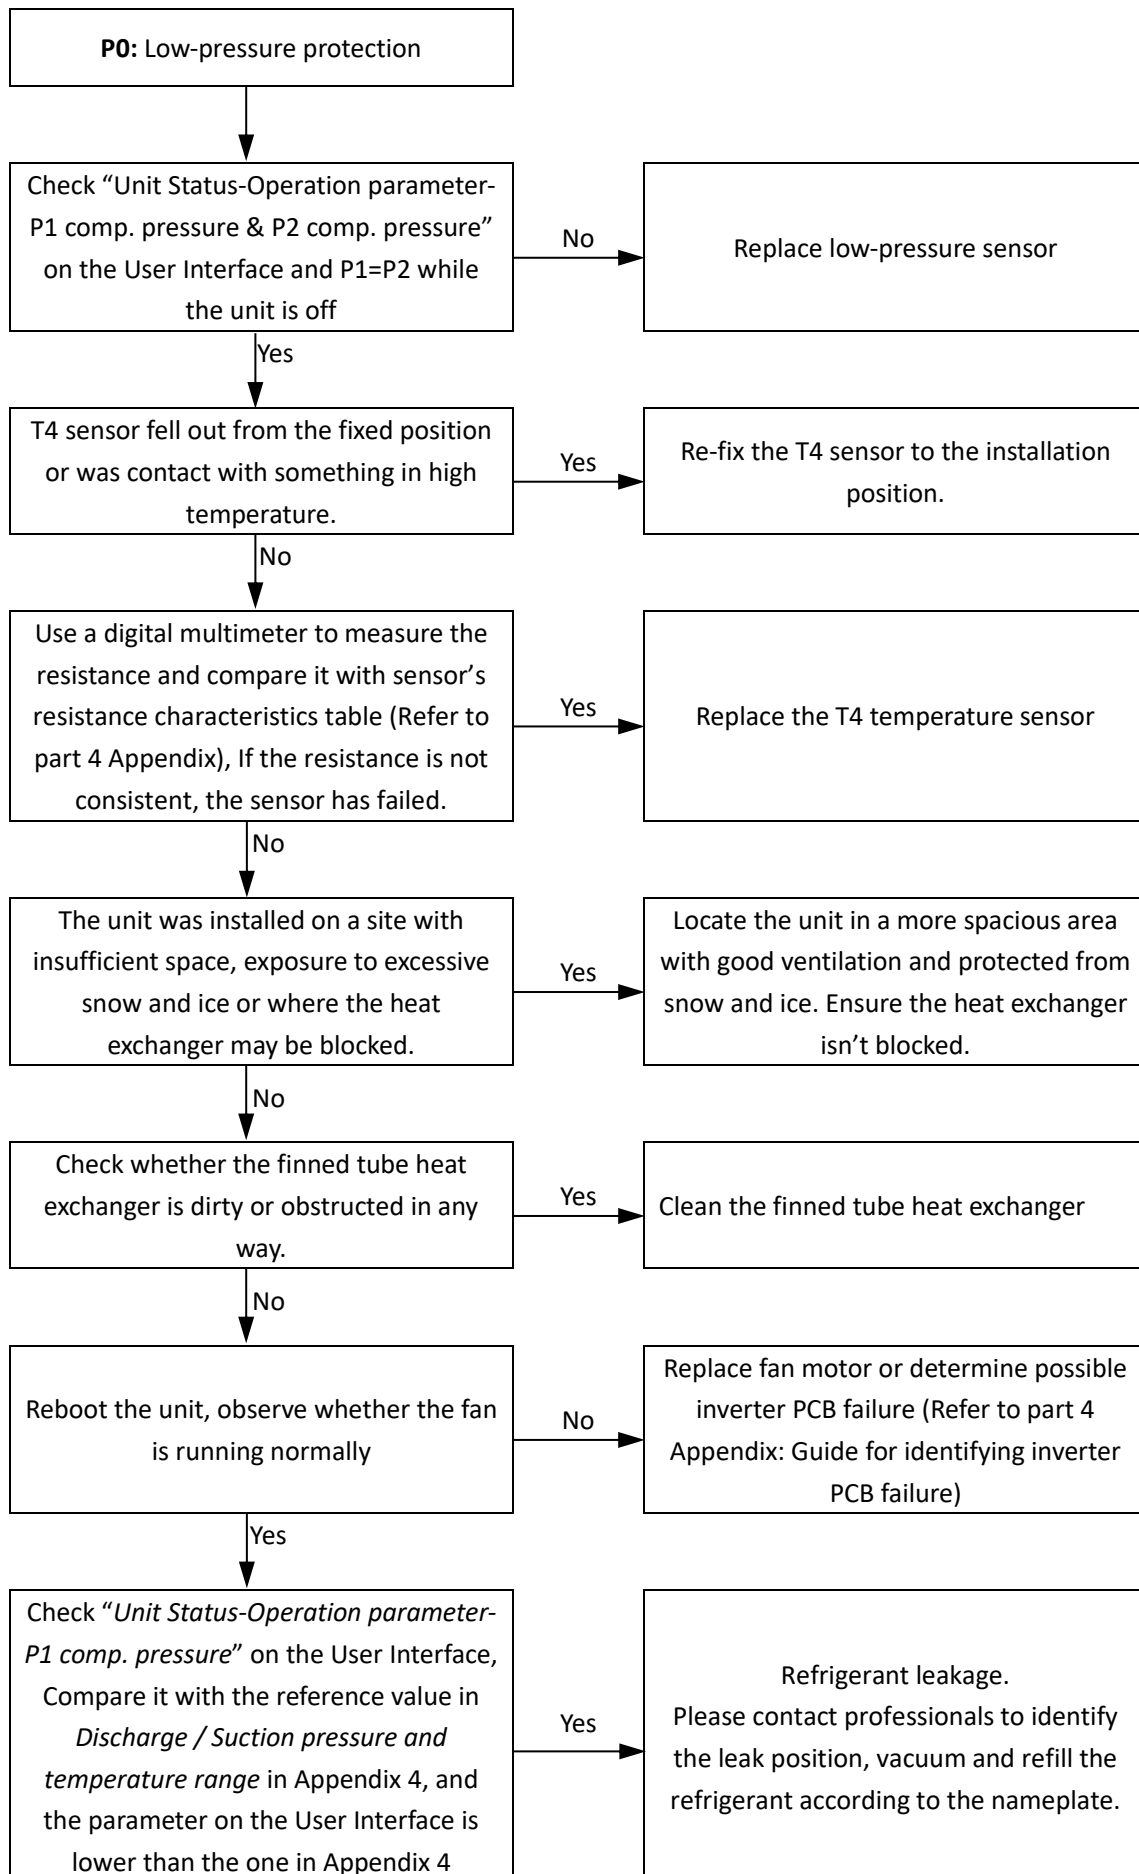 P0: Low-pressure protection
Check “Unit Status-Operation parameter-
P1 comp. pressure & P2 comp. pressure”
on the User Interface and P1=P2 while
the unit is off
No
Replace low-pressure sensor
Yes
T4 sensor fell out from the fixed position
or was contact with something in high
temperature.
Yes
Re-fix the T4 sensor to the installation
position.
No
Use a digital multimeter to measure the
resistance and compare it with sensor’s
resistance characteristics table (Refer to
part 4 Appendix), If the resistance is not
consistent, the sensor has failed.
Yes
Replace the T4 temperature sensor
No
The unit was installed on a site with
insufficient space, exposure to excessive
snow and ice or where the heat
exchanger may be blocked.
Yes
Locate the unit in a more spacious area
with good ventilation and protected from
snow and ice. Ensure the heat exchanger
isn’t blocked.
No
Check whether the finned tube heat
exchanger is dirty or obstructed in any
way.
Yes
Clean the finned tube heat exchanger
No
Reboot the unit, observe whether the fan
is running normally
No
Replace fan motor or determine possible
inverter PCB failure (Refer to part 4
Appendix: Guide for identifying inverter
PCB failure)
Yes
Check “Unit Status-Operation parameter-
P1 comp. pressure” on the User Interface,
Compare it with the reference value in
Discharge / Suction pressure and
temperature range in Appendix 4, and
the parameter on the User Interface is
lower than the one in Appendix 4
Yes
Refrigerant leakage.
Please contact professionals to identify
the leak position, vacuum and refill the
refrigerant according to the nameplate.